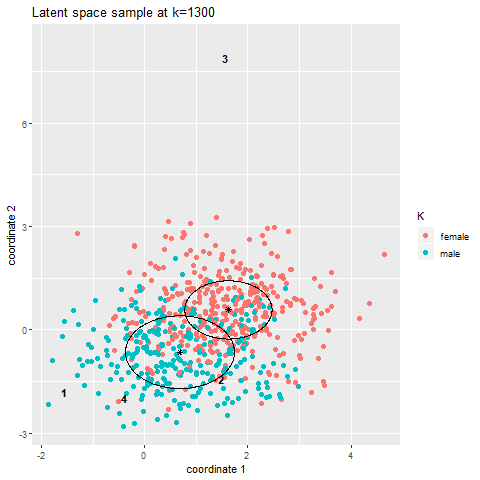 Latent space sample at k=1300
3
6
3
0
-3
1
4
2
*
*
-2
0
2
4
coordinate 1
coordinate 2
K
female
male